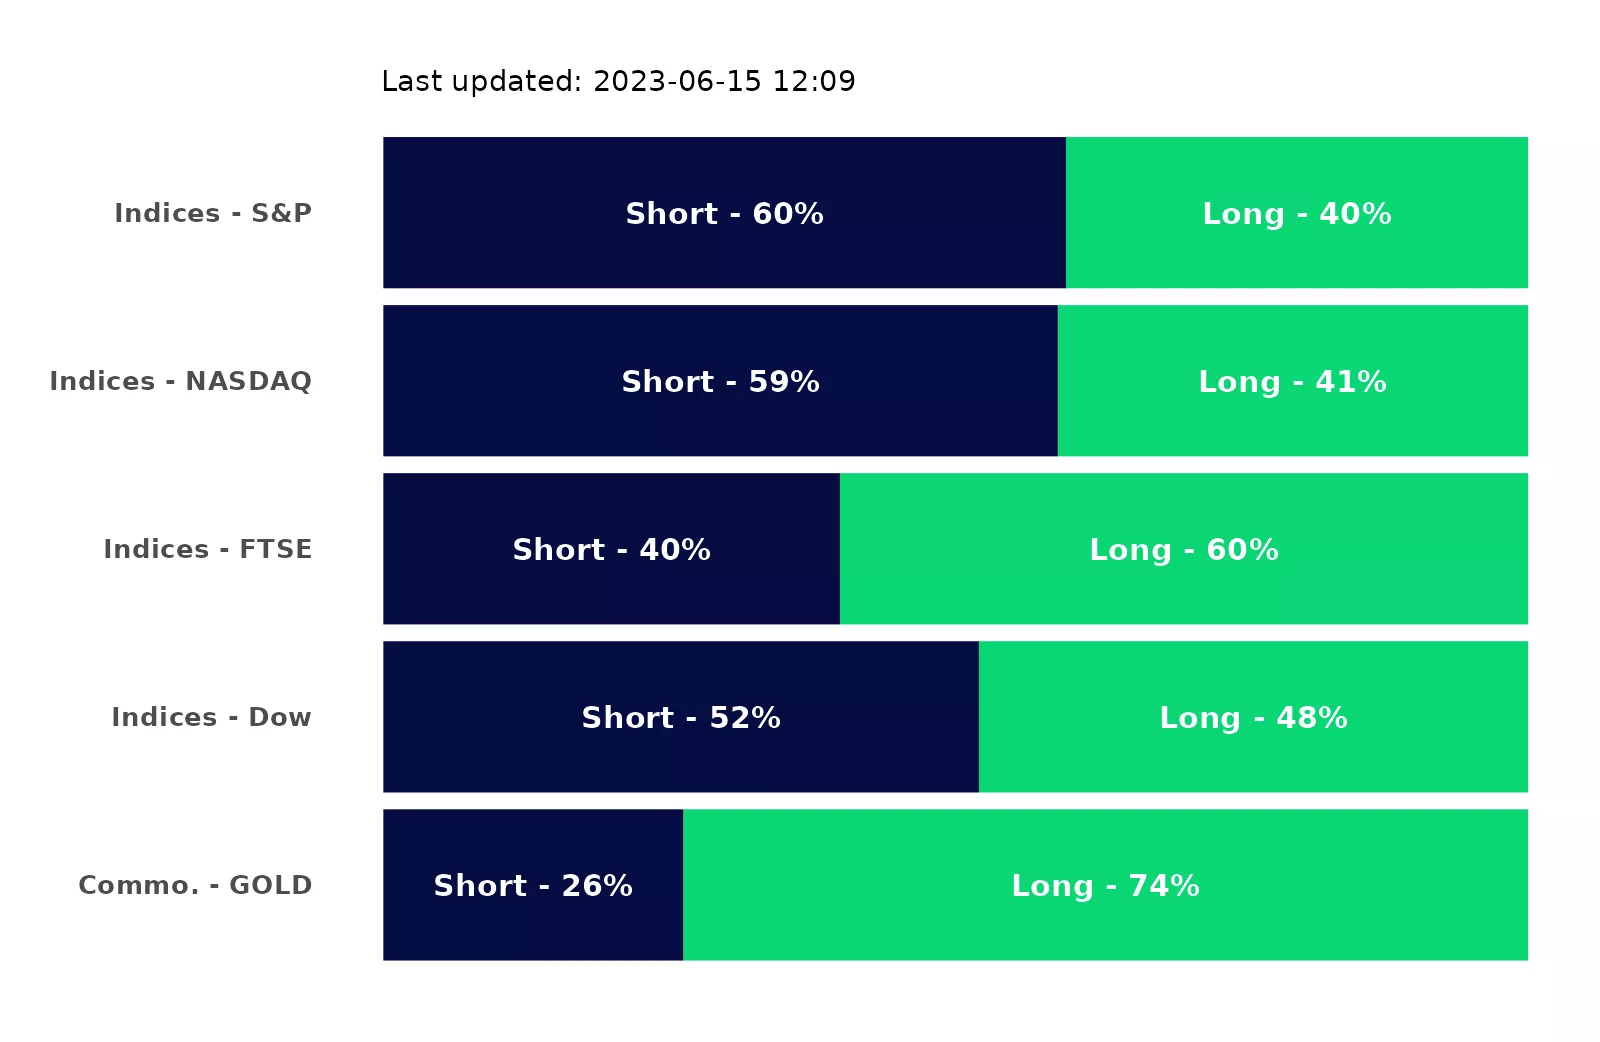 Last updated: 2023-06-15 12:09
Indices - S&P
Short - 60%
Long - 40%
Indices - NASDAQ
Short - 59%
Long - 41%
Indices - FTSE
Short - 40%
Long - 60%
Indices - Dow
Short - 52%
Long - 48%
Commo. - GOLD
Short - 26%
Long - 74%